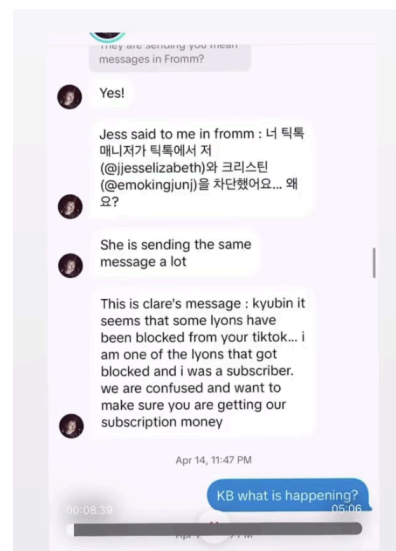 They are sending you mean
messages in Fromm?
Yes!
Jess said to me in fromm : 너 틱톡
매니저가 틱톡에서 저
(@jjesselizabeth)와 크리스틴
(@emokingjunj)을 차단했어요... 왜
요?
She is sending the same
message a lot
This is clare's message : kyubin it
seems that some lyons have
been blocked from your tiktok... i
am one of the lyons that got
blocked and i was a subscriber.
we are confused and want to
make sure you are getting our
subscription money
Apr 14, 11:47 PM
KB what is happening?
00:08.39
05:06